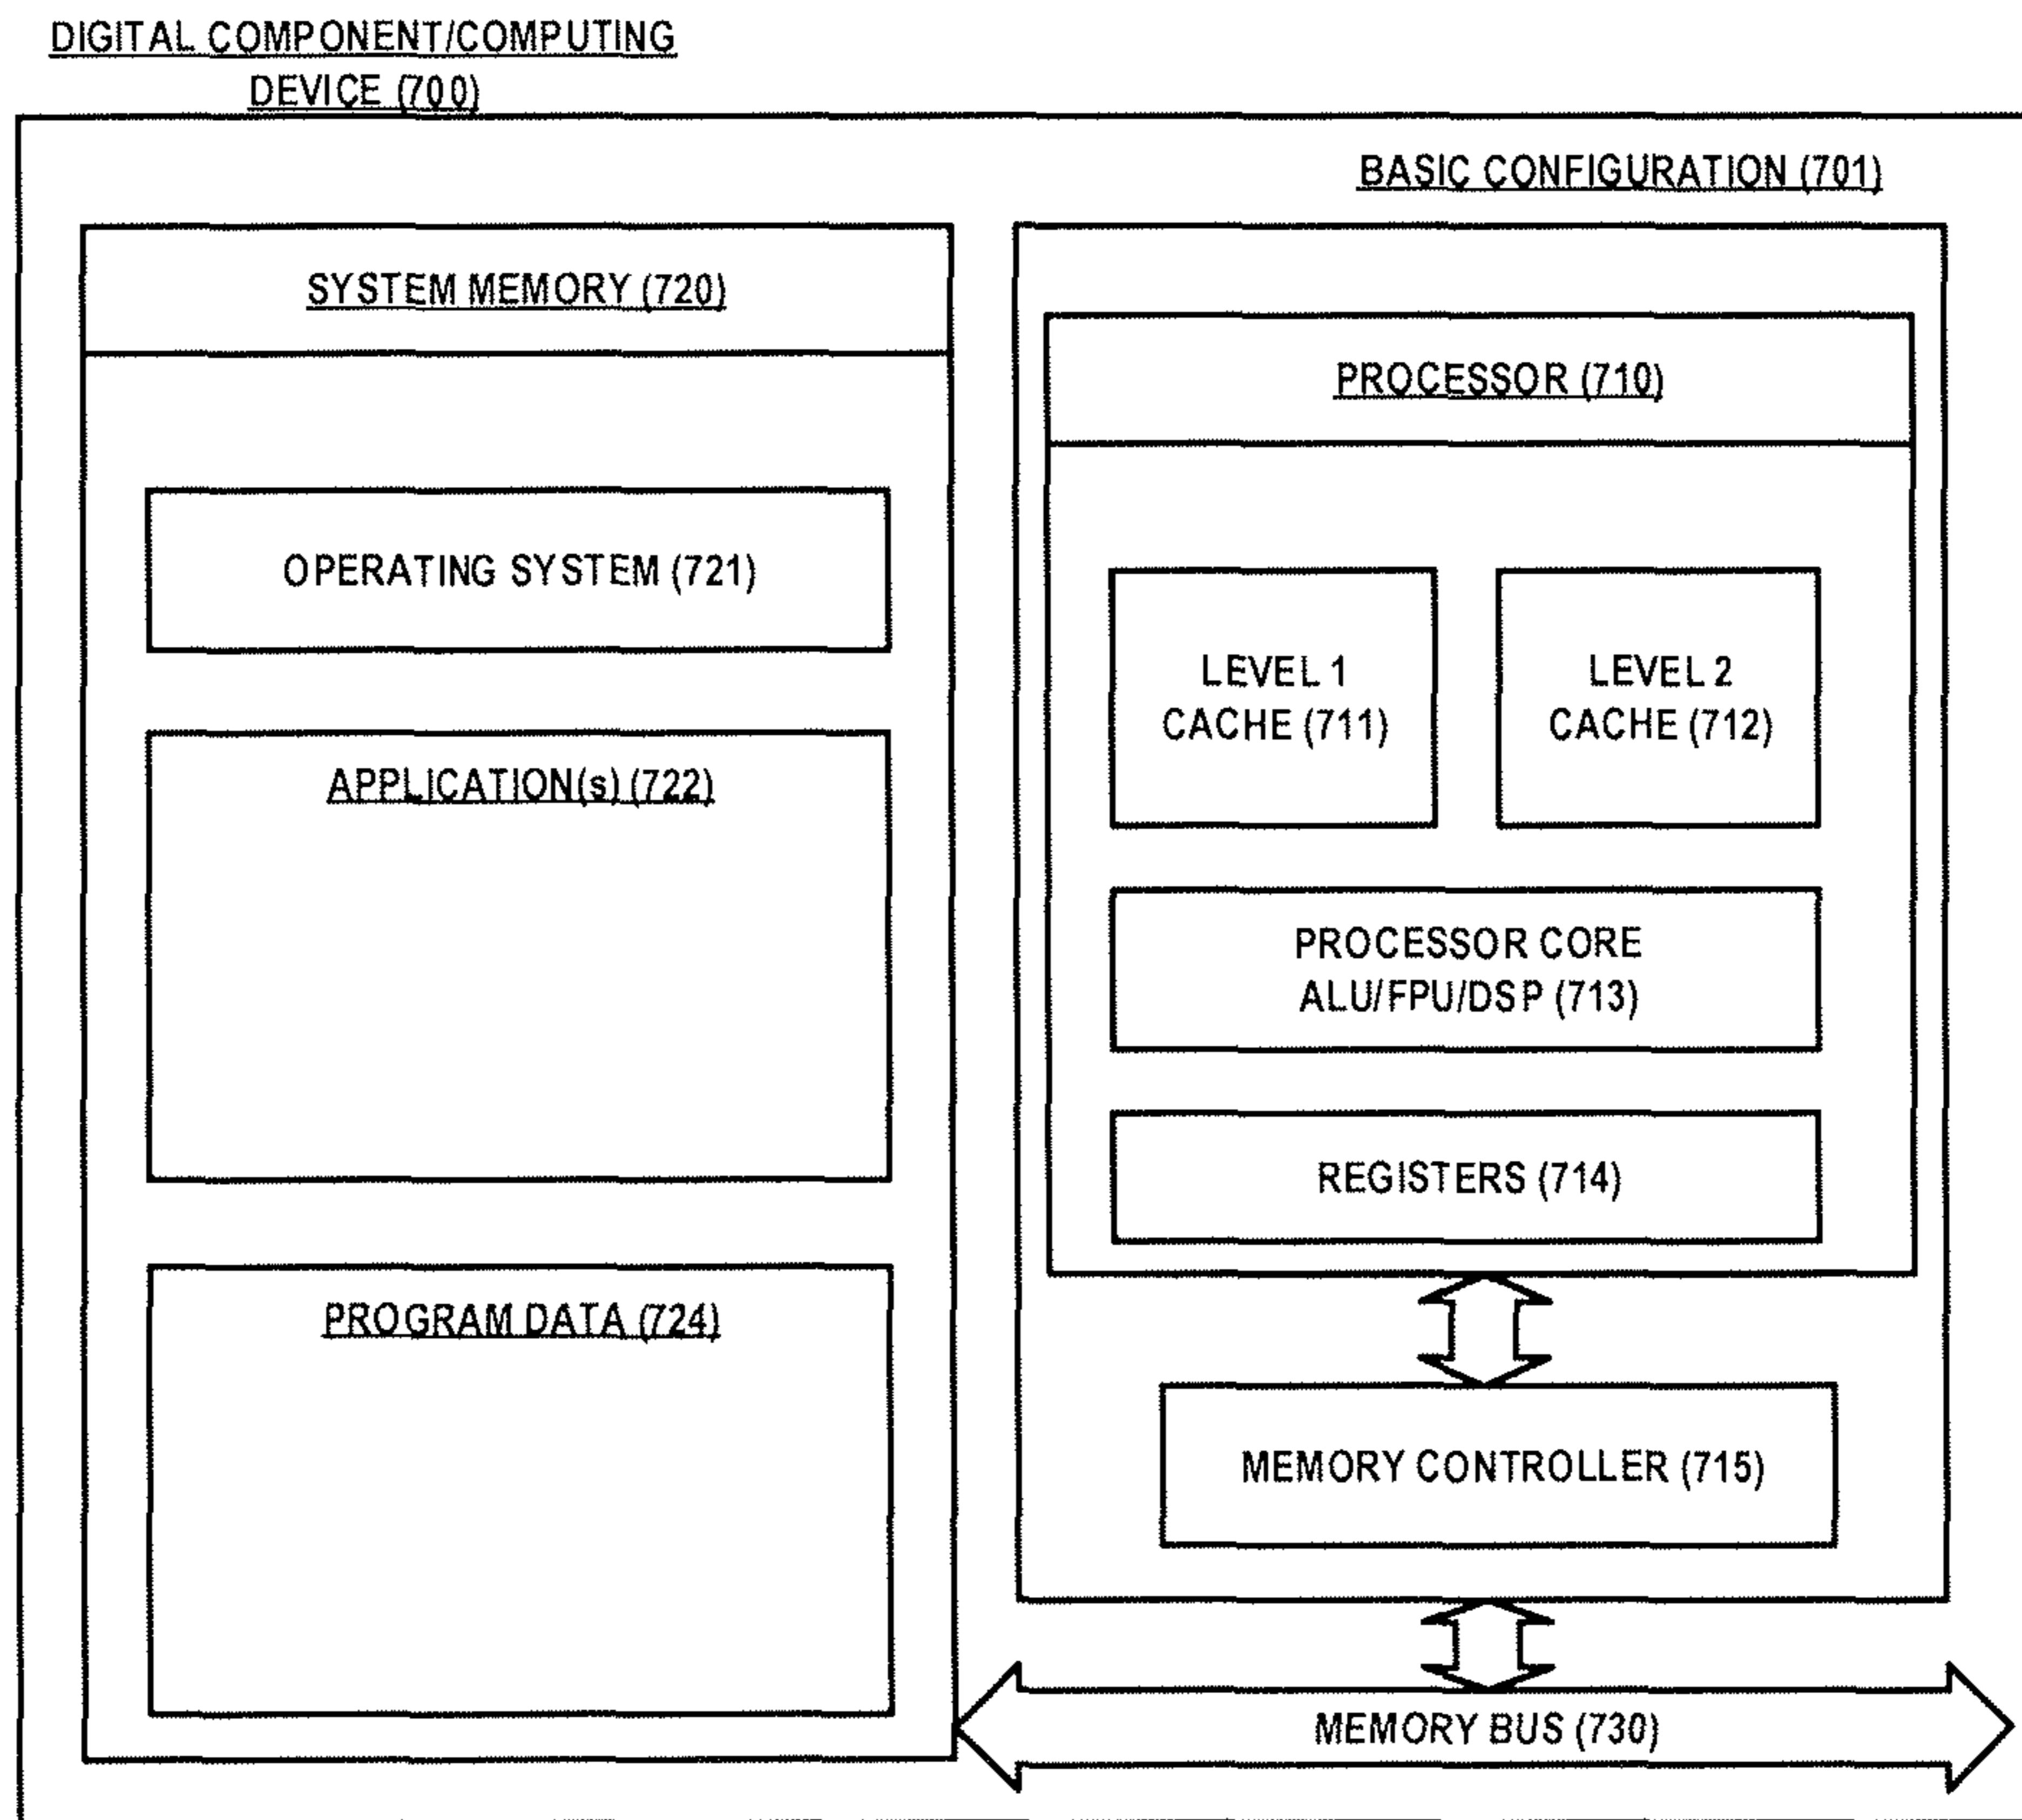 DIGITAL COMPONENT/COMPUTING
DEVICE (700)
BASIC CONFIGURATION (701)
SYSTEM MEMORY (720)
OPERATING SYSTEM (721)
APPLICATION(s) (722)
PROGRAM DATA (724)
PROCESSOR (710)
LEVEL 1
CACHE (711)
LEVEL 2
CACHE (712)
PROCESSOR CORE
ALU/FPU/DSP (713)
REGISTERS (714)
MEMORY CONTROLLER (715)
MEMORY BUS (730)